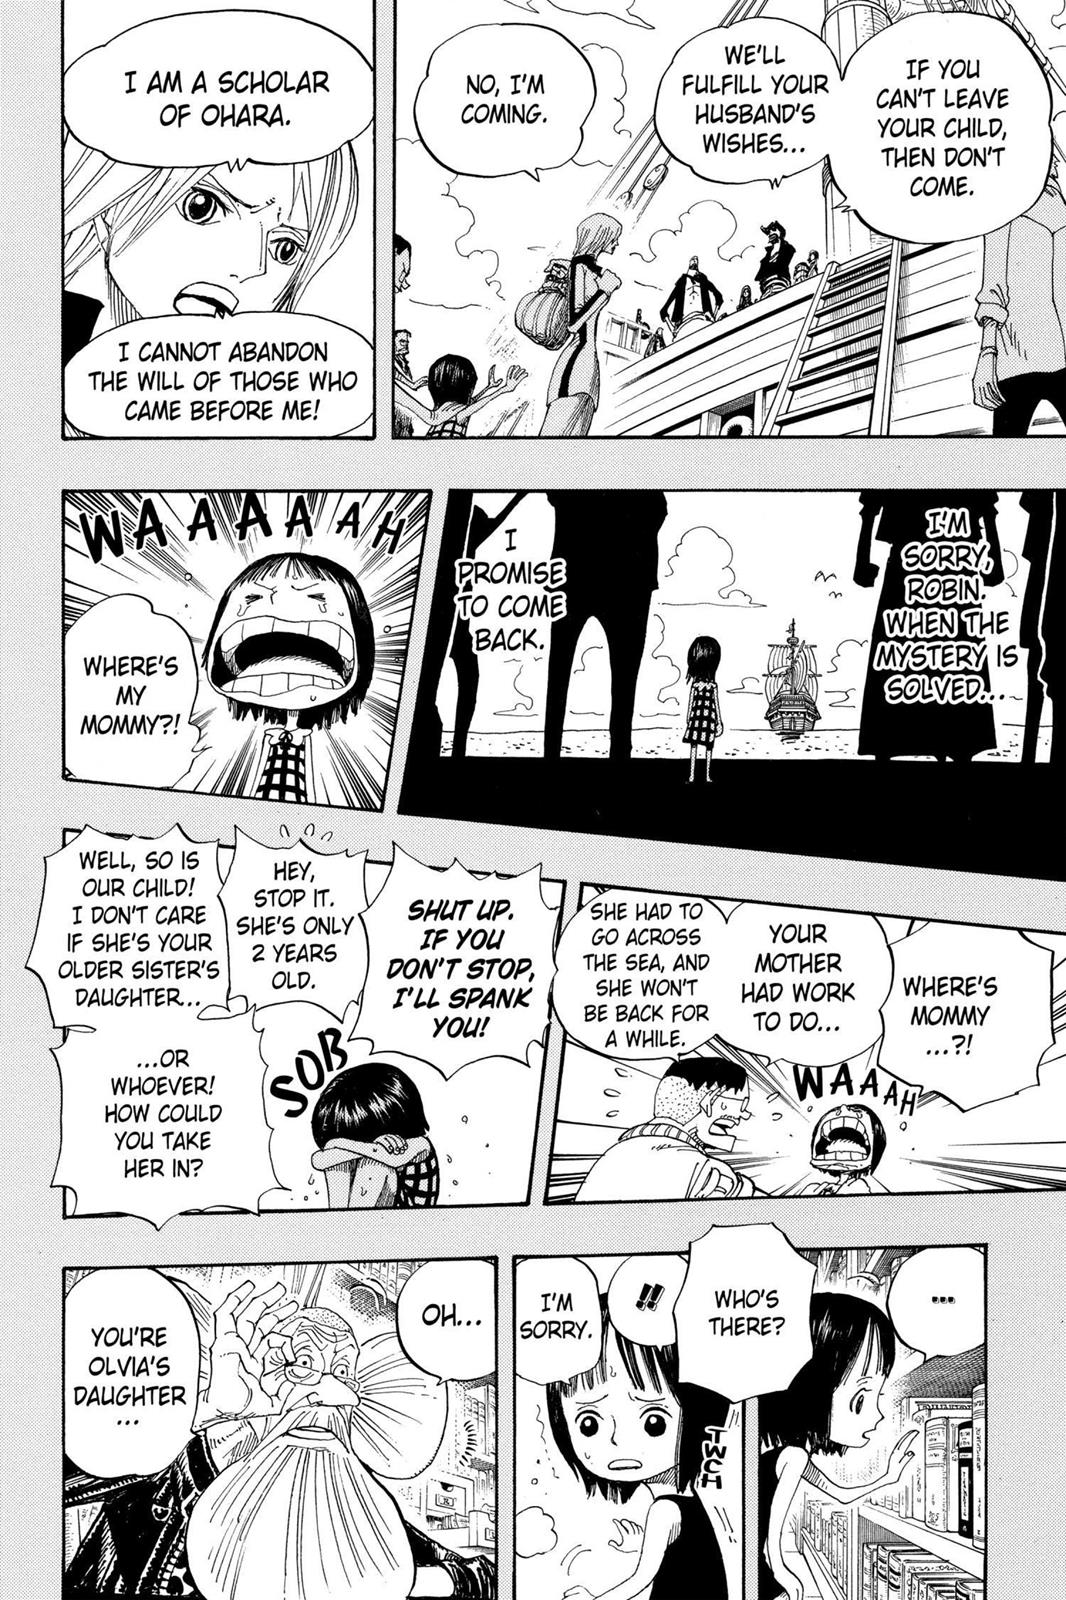 IF YOU
CAN'T LEAVE
YOUR CHILD,
THEN DON'T
COME.
WE'LL
FULFILL YOUR
HUSBAND'S
WISHES...
NO, I'M
COMING.
I AM A SCHOLAR
OF OHARA.
I CANNOT ABANDON
THE WILL OF THOSE WHO
CAME BEFORE ME!
I'M
SORRY,
ROBIN.
WHEN THE
MYSTERY IS
SOLVED...
I
PROMISE
TO COME
BACK.
WAAAAAAH
WHERE'S
MY
MOMMY?!
WHERE'S
MOMMY
...?!
YOUR
MOTHER
HAD WORK
TO DO...
SHE HAD TO
GO ACROSS
THE SEA, AND
SHE WON'T
BE BACK FOR
A WHILE.
WAAAAH
SHUT UP.
IF YOU
DON'T STOP,
I'LL SPANK
YOU!
SOB
HEY,
STOP IT.
SHE'S ONLY
2 YEARS
OLD.
WELL, SO IS
OUR CHILD!
I DON'T CARE
IF SHE'S YOUR
OLDER SISTER'S
DAUGHTER...
...OR
WHOEVER!
HOW COULD
YOU TAKE
HER IN?
...
WHO'S
THERE?
!!
TWCH
I'M
SORRY.
OH...
YOU'RE
OLVIA'S
DAUGHTER
...